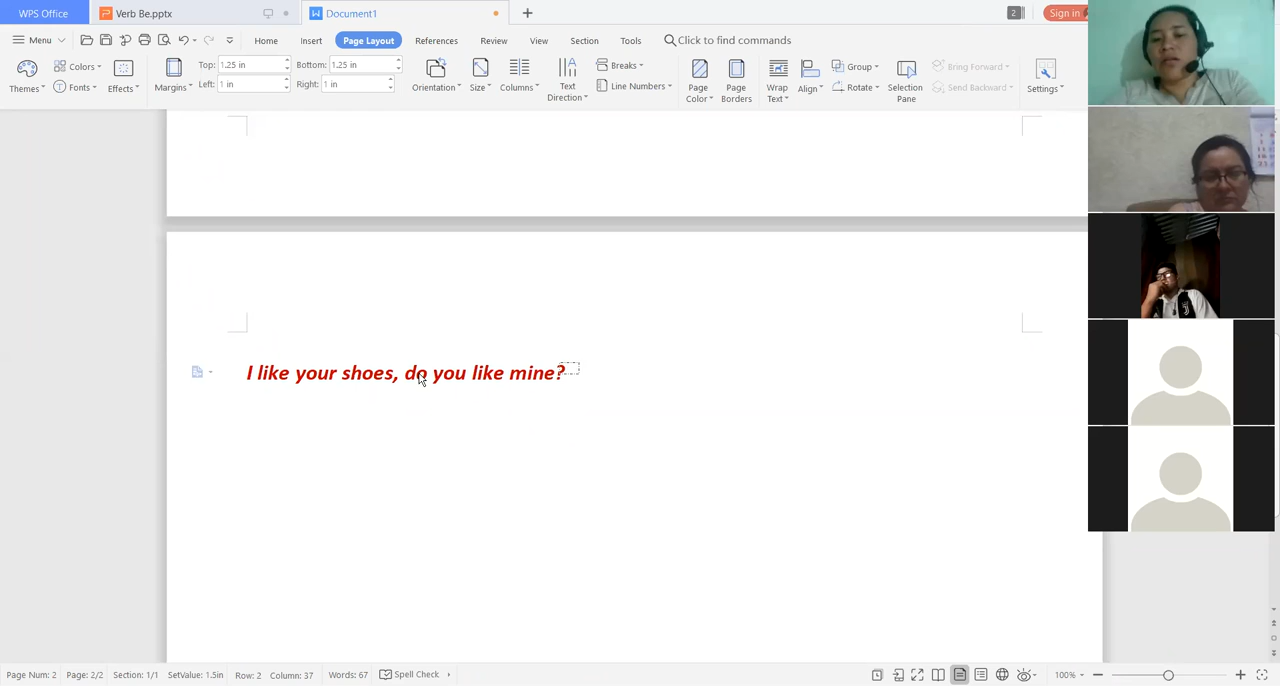 WPS Office Verb Be.pptx Document1 2 Sign in
Menu Home Insert Page Layout References Review View Section Tools Click to find commands
Colors Top: 1.25 in Bottom: 1.25 in Breaks Group Bring Forward
Themes Fonts Effects Margins Left: 1 in Right: 1 in Orientation Size Columns Text Direction Line Numbers Page Color Page Borders Wrap Text Align Rotate Selection Pane Send Backward Settings
I like your shoes, do you like mine?
Page Num: 2 Page: 2/2 Section: 1/1 SetValue: 1.5in Row: 2 Column: 37 Words: 67 Spell Check 100%